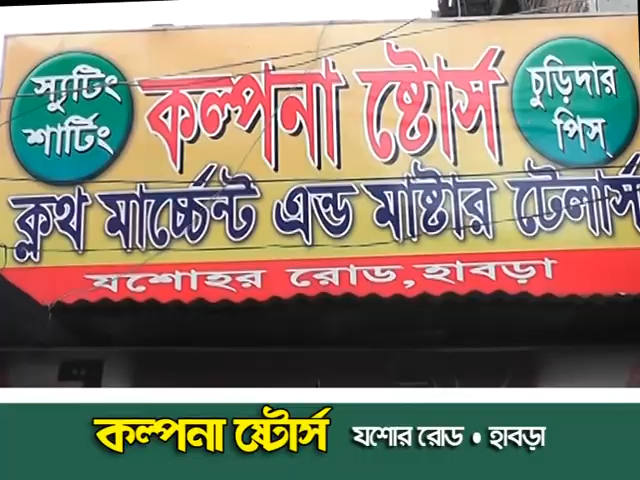 স্যুটিং শার্টিং
কল্পনা ষ্টোর্স
চুড়িদার পিস্
ক্লথ মার্চ্চেন্ট এন্ড মাষ্টার টেলার্স
যশোহর রোড, হাবড়া
কল্পনা ষ্টোর্স যশোর রোড • হাবড়া